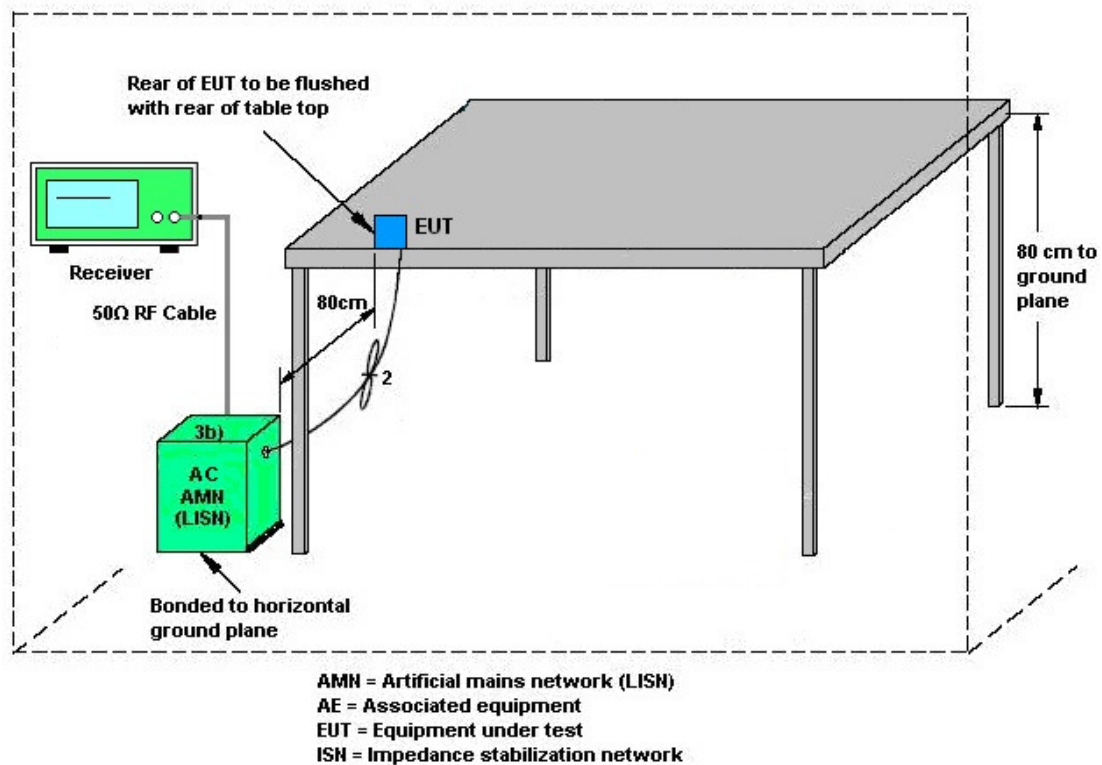 Rear of EUT to be flushed
with rear of table top
EUT
Receiver
50Ω RF Cable
80cm
80 cm to
ground
plane
2
3b)
AC
AMN
(LISN)
Bonded to horizontal
ground plane
AMN = Artificial mains network (LISN)
AE = Associated equipment
EUT = Equipment under test
ISN = Impedance stabilization network